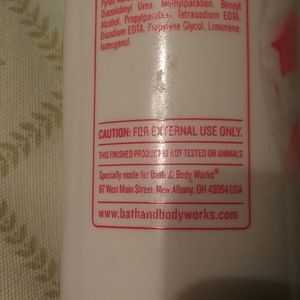 Diazolidinyl Urea, Methylparaben, Benzyl
Alcohol, Propylparaben, Tetrasodium EDTA,
Disodium EDTA, Propylene Glycol, Limonene,
Isoeugenol.
CAUTION: FOR EXTERNAL USE ONLY.
THIS FINISHED PRODUCT IS NOT TESTED ON ANIMALS
Specially made for Bath & Body Works®
97 West Main Street, New Albany, OH 43054 USA
www.bathandbodyworks.com